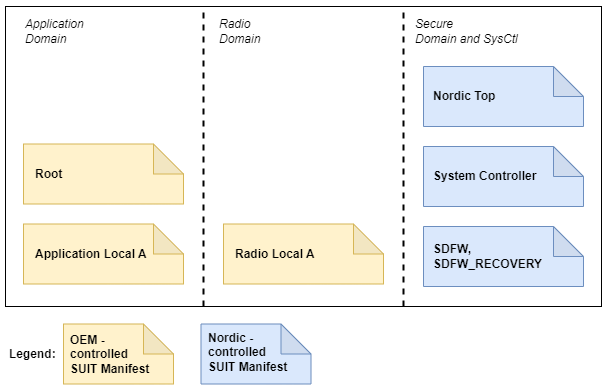 Application
Domain
Radio
Domain
Secure
Domain and SysCtl
Nordic Top
Root
System Controller
Application Local A
Radio Local A
SDFW,
SDFW_RECOVERY
Legend:
OEM -
controlled
SUIT Manifest
Nordic -
controlled
SUIT Manifest